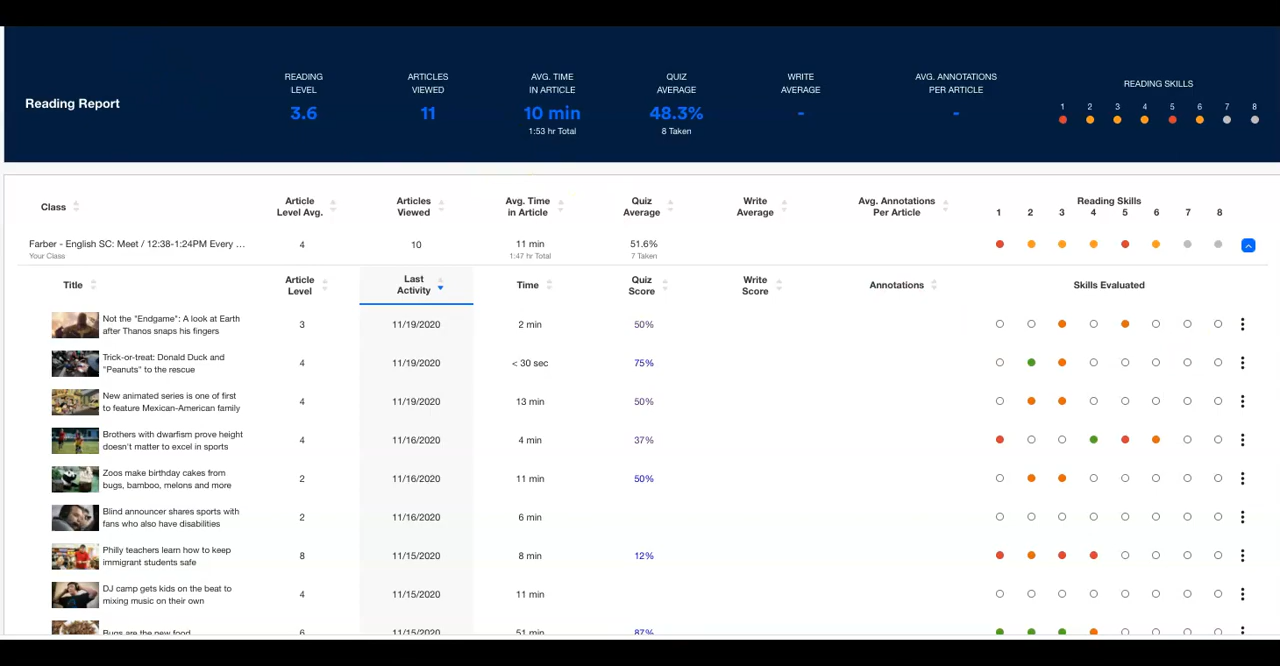 Reading Report
READING LEVEL
3.6
ARTICLES VIEWED
11
AVG. TIME IN ARTICLE
10 min
1:53 hr Total
QUIZ AVERAGE
48.3%
8 Taken
WRITE AVERAGE
-
AVG. ANNOTATIONS PER ARTICLE
-
READING SKILLS
1 2 3 4 5 6 7 8
Class
Article Level Avg.
Articles Viewed
Avg. Time in Article
Quiz Average
Write Average
Avg. Annotations Per Article
Reading Skills
1 2 3 4 5 6 7 8
Farber - English SC: Meet / 12:38-1:24PM Every ... 4 10 11 min 51.6%
Your Class 1:47 hr Total 7 Taken
Title
Article Level
Last Activity
Time
Quiz Score
Write Score
Annotations
Skills Evaluated
Not the "Endgame": A look at Earth
after Thanos snaps his fingers
3 11/19/2020 2 min 50%
Trick-or-treat: Donald Duck and
"Peanuts" to the rescue
4 11/19/2020 < 30 sec 75%
New animated series is one of first
to feature Mexican-American family
4 11/19/2020 13 min 50%
Brothers with dwarfism prove height
doesn't matter to excel in sports
4 11/16/2020 4 min 37%
Zoos make birthday cakes from
bugs, bamboo, melons and more
2 11/16/2020 11 min 50%
Blind announcer shares sports with
fans who also have disabilities
2 11/16/2020 6 min
Philly teachers learn how to keep
immigrant students safe
8 11/15/2020 8 min 12%
DJ camp gets kids on the beat to
mixing music on their own
4 11/15/2020 11 min
Bugs are the new food
6 11/15/2020 51 min 87%